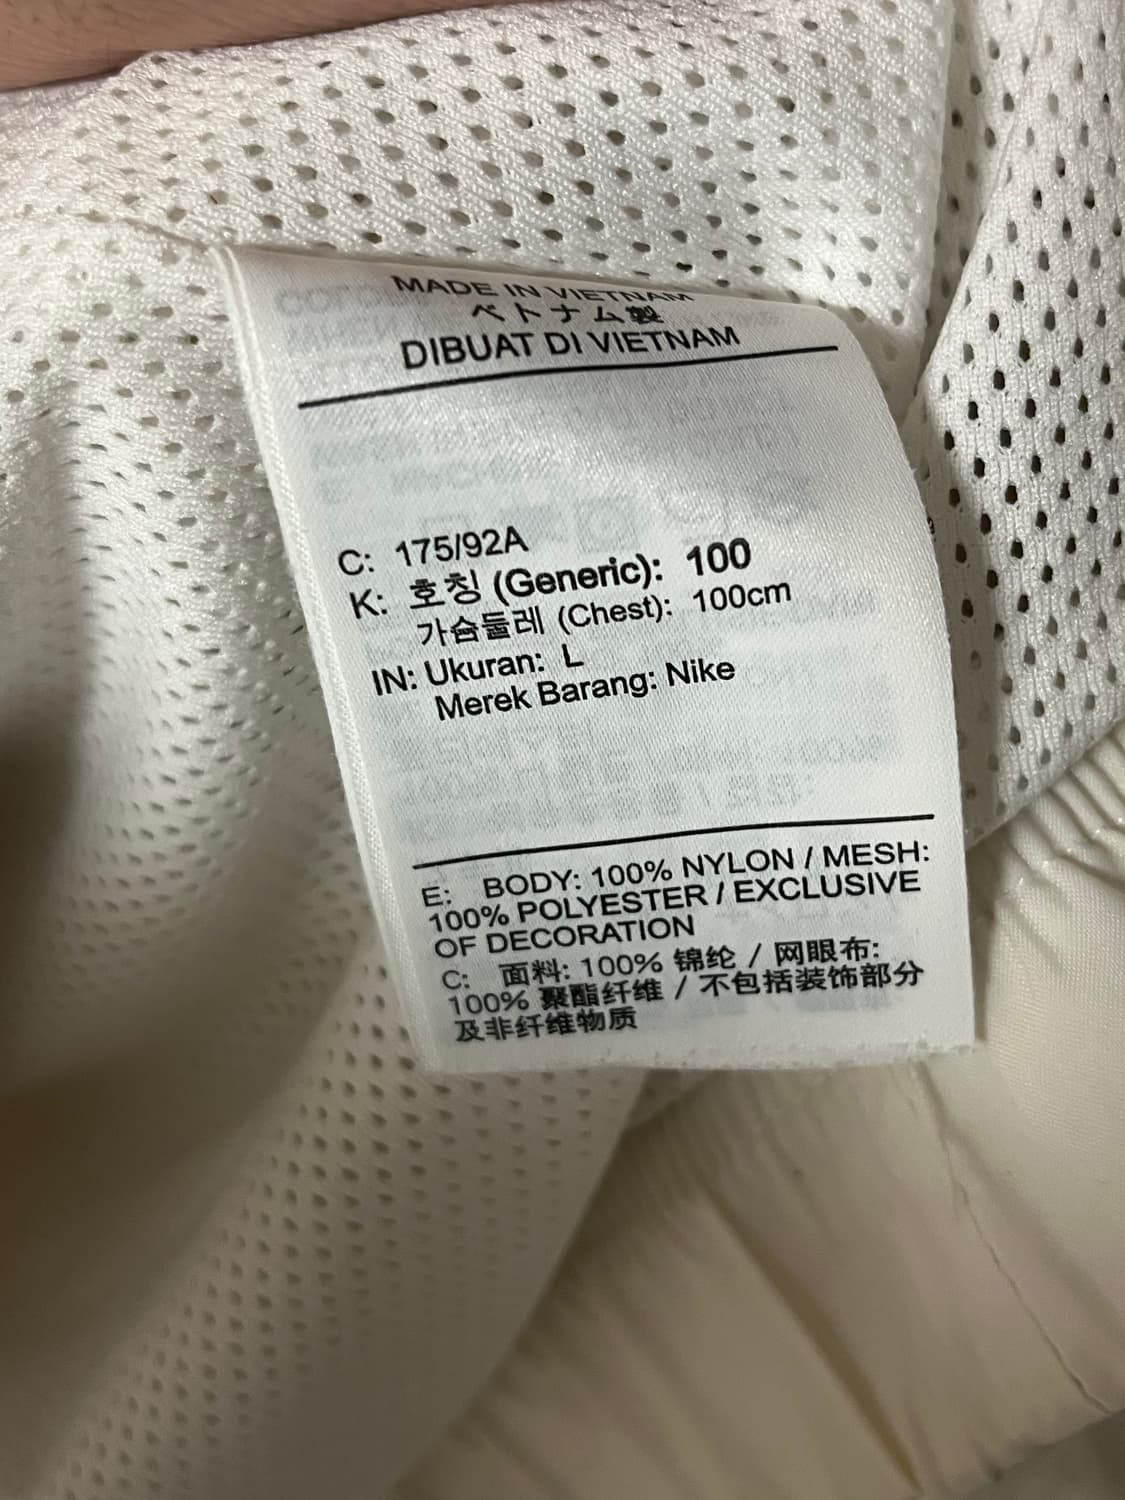 MADE IN VIETNAM
ベトナム製
DIBUAT DI VIETNAM
C: 175/92A
K: 호칭 (Generic): 100
가슴둘레 (Chest): 100cm
IN: Ukuran: L
Merek Barang: Nike
E: BODY: 100% NYLON / MESH:
100% POLYESTER / EXCLUSIVE
OF DECORATION
C: 面料: 100% 锦纶 / 网眼布:
100% 聚酯纤维 / 不包括装饰部分
及非纤维物质